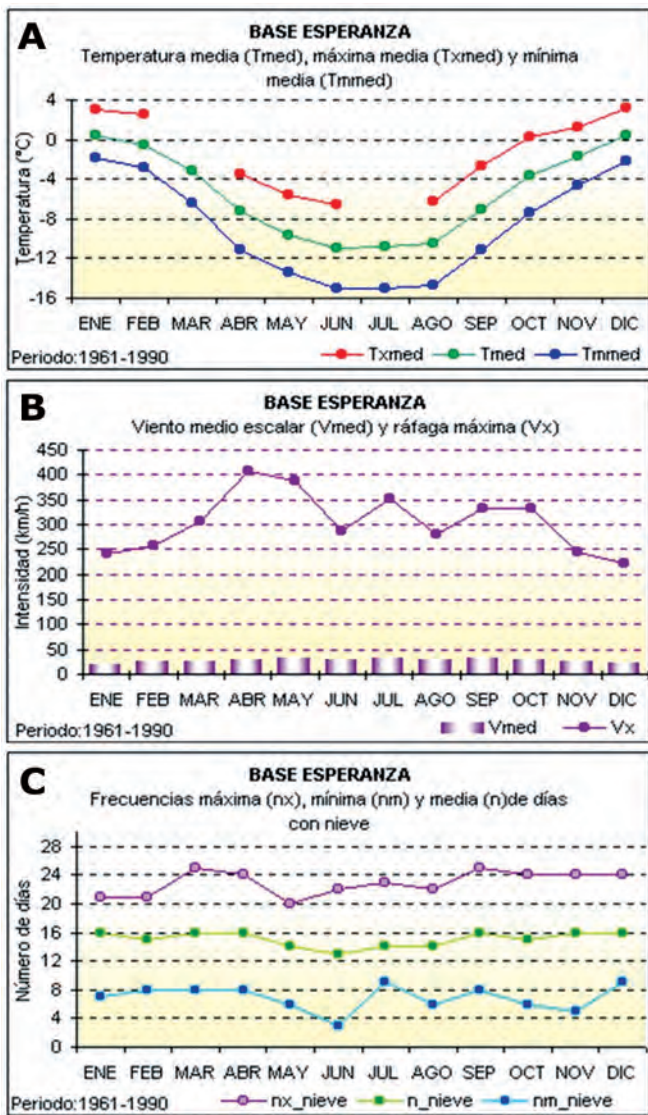 A
BASE ESPERANZA
Temperatura media (Tmed), máxima media (Txmed) y mínima
media (Tmmed)
Temperatura (°C)
4
0
-4
-8
-12
-16
ENE FEB MAR ABR MAY JUN JUL AGO SEP OCT NOV DIC
Periodo:1961-1990
Txmed Tmed Tmmed
B
BASE ESPERANZA
Viento medio escalar (Vmed) y ráfaga máxima (Vx)
Intensidad (km/h)
450
400
350
300
250
200
150
100
50
0
ENE FEB MAR ABR MAY JUN JUL AGO SEP OCT NOV DIC
Periodo:1961-1990
Vmed Vx
C
BASE ESPERANZA
Frecuencias máxima (nx), mínima (nm) y media (n)de días
con nieve
Número de días
28
24
20
16
12
8
4
0
ENE FEB MAR ABR MAY JUN JUL AGO SEP OCT NOV DIC
Periodo:1961-1990
nx_nieve n_nieve nm_nieve